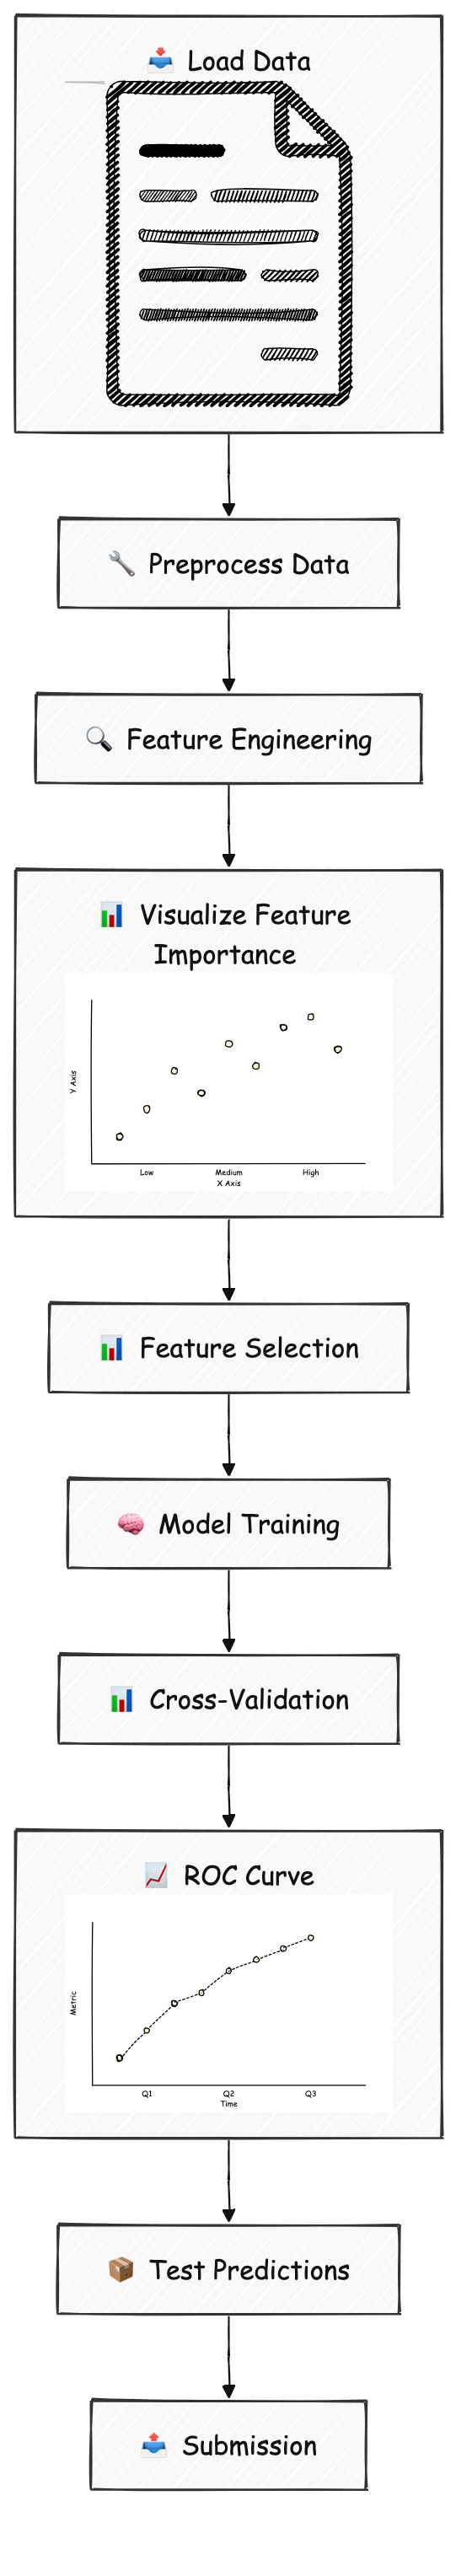 📥 Load Data
🔧 Preprocess Data
🔍 Feature Engineering
📊 Visualize Feature
Importance
Y Axis
Low Medium High
X Axis
📊 Feature Selection
🧠 Model Training
📊 Cross-Validation
📈 ROC Curve
Metric
Q1 Q2 Q3
Time
📦 Test Predictions
📤 Submission